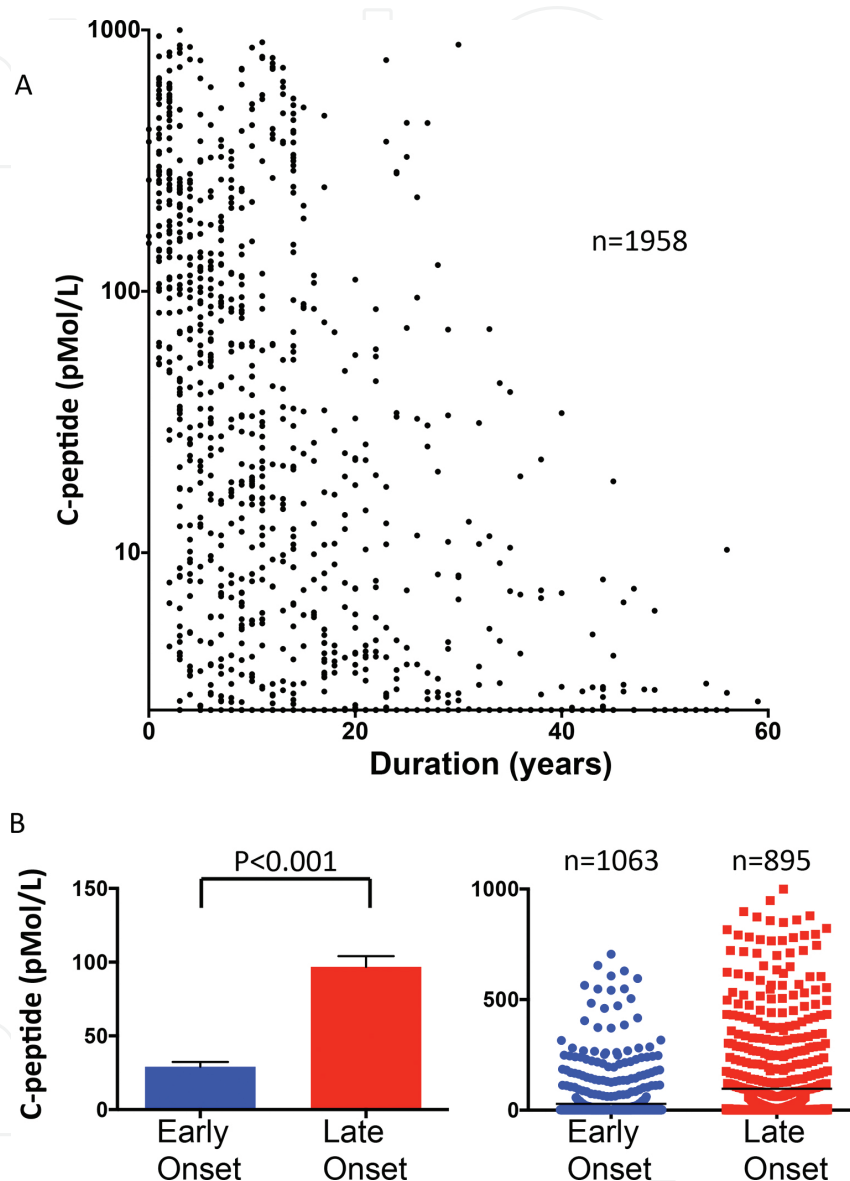 A
1000
100
10
C-peptide (pMol/L)
n=1958
0
20
40
60
Duration (years)
B
P<0.001
150
100
50
0
C-peptide (pMol/L)
Early
Onset
Late
Onset
n=1063
n=895
1000
500
0
Early
Onset
Late
Onset